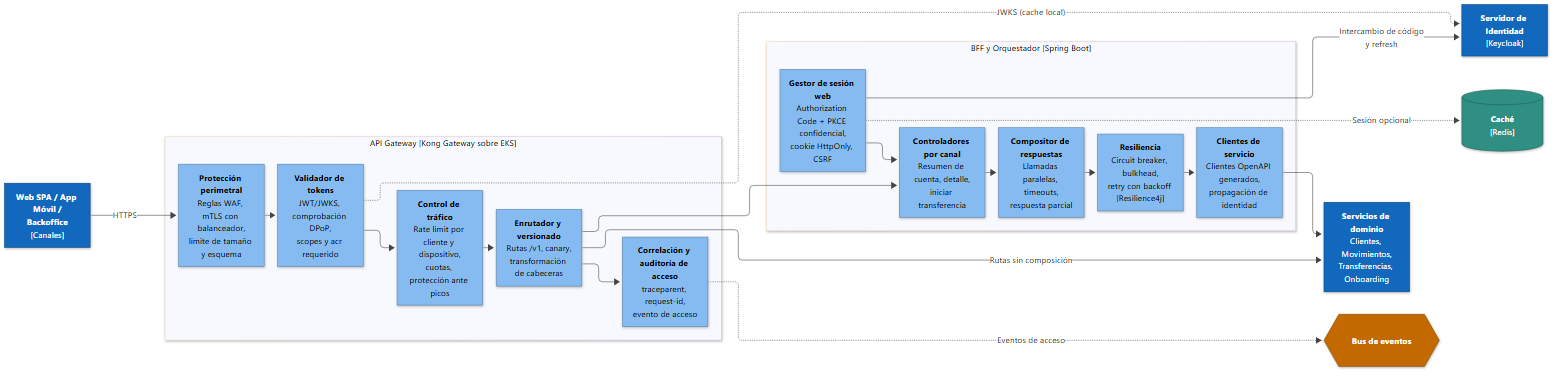 JWKS (cache local)
Servidor de
Identidad
[Keycloak]
Intercambio de código
y refresh
BFF y Orquestador [Spring Boot]
Gestor de sesión
web
Authorization
Code + PKCE
confidencial,
cookie HttpOnly,
CSRF
Sesión opcional
Caché
[Redis]
API Gateway [Kong Gateway sobre EKS]
Web SPA / App
Móvil /
Backoffice
[Canales]
HTTPS
Protección
perimetral
Reglas WAF,
mTLS con
balanceador,
límite de tamaño
y esquema
Validador de
tokens
JWT/JWKS,
comprobación
DPoP,
scopes y acr
requerido
Control de
tráfico
Rate limit por
cliente y
dispositivo,
cuotas,
protección ante
picos
Enrutador y
versionado
Rutas /v1, canary,
transformación
de cabeceras
Correlación y
auditoría de
acceso
traceparent,
request-id,
evento de acceso
Controladores
por canal
Resumen de
cuenta, detalle,
iniciar
transferencia
Compositor de
respuestas
Llamadas
paralelas,
timeouts,
respuesta parcial
Resiliencia
Circuit breaker,
bulkhead,
retry con backoff
[Resilience4j]
Clientes de
servicio
Clientes OpenAPI
generados,
propagación de
identidad
Rutas sin composición
Servicios de
dominio
Clientes,
Movimientos,
Transferencias,
Onboarding
Eventos de acceso
Bus de eventos